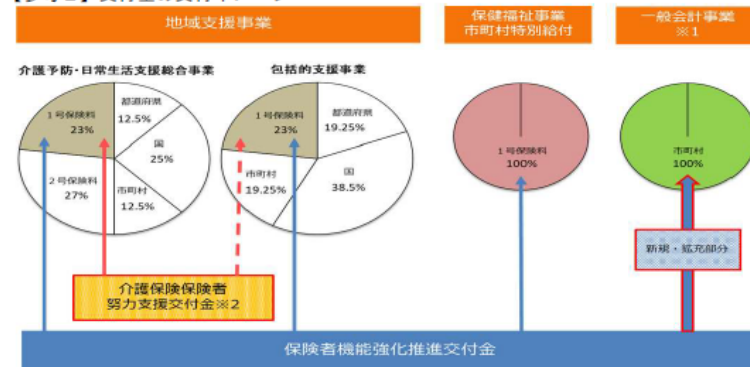 地域支援事業
保健福祉事業
市町村特別給付
一般会計事業
※1
介護予防・日常生活支援総合事業
包括的支援事業
1号保険料
23%
都道府県
12.5%
国
25%
市町村
12.5%
2号保険料
27%
1号保険料
23%
都道府県
19.25%
国
38.5%
市町村
19.25%
1号保険料
100%
市町村
100%
新規・拡充部分
介護保険保険者
努力支援交付金※2
保険者機能強化推進交付金